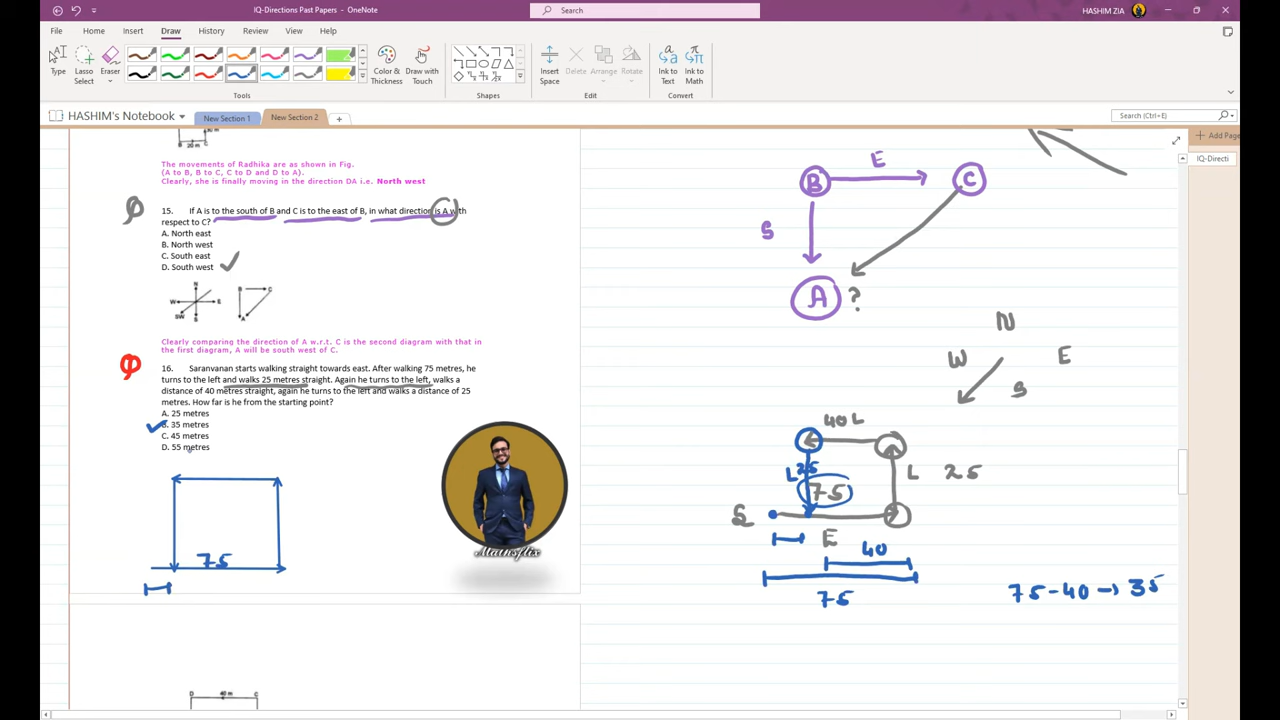 IQ-Directions Past Papers - OneNote
Search
HASHIM ZIA
File Home Insert Draw History Review View Help
Type
Lasso Select
Eraser
Color & Thickness
Draw with Touch
Insert Space
Delete
Arrange
Rotate
Ink to Text
Ink to Math
Tools
Shapes
Edit
Convert
HASHIM's Notebook
New Section 1
New Section 2
Search (Ctrl+E)
Add Page
IQ-Directi
B 20 m C
The movements of Radhika are as shown in Fig.
(A to B, B to C, C to D and D to A).
Clearly, she is finally moving in the direction DA i.e. North west
15. If A is to the south of B and C is to the east of B, in what direction is A with
respect to C?
A. North east
B. North west
C. South east
D. South west
N
W E
SW S
B C
A
Clearly comparing the direction of A w.r.t. C is the second diagram with that in
the first diagram, A will be south west of C.
16. Saranvanan starts walking straight towards east. After walking 75 metres, he
turns to the left and walks 25 metres straight. Again he turns to the left, walks a
distance of 40 metres straight, again he turns to the left and walks a distance of 25
metres. How far is he from the starting point?
A. 25 metres
B. 35 metres
C. 45 metres
D. 55 metres
75
Mainsflix
D 40 m C
B E C
S
A ?
N
W E
S
40 L
L 25
75
L 25
S
E
40
75
75-40→35